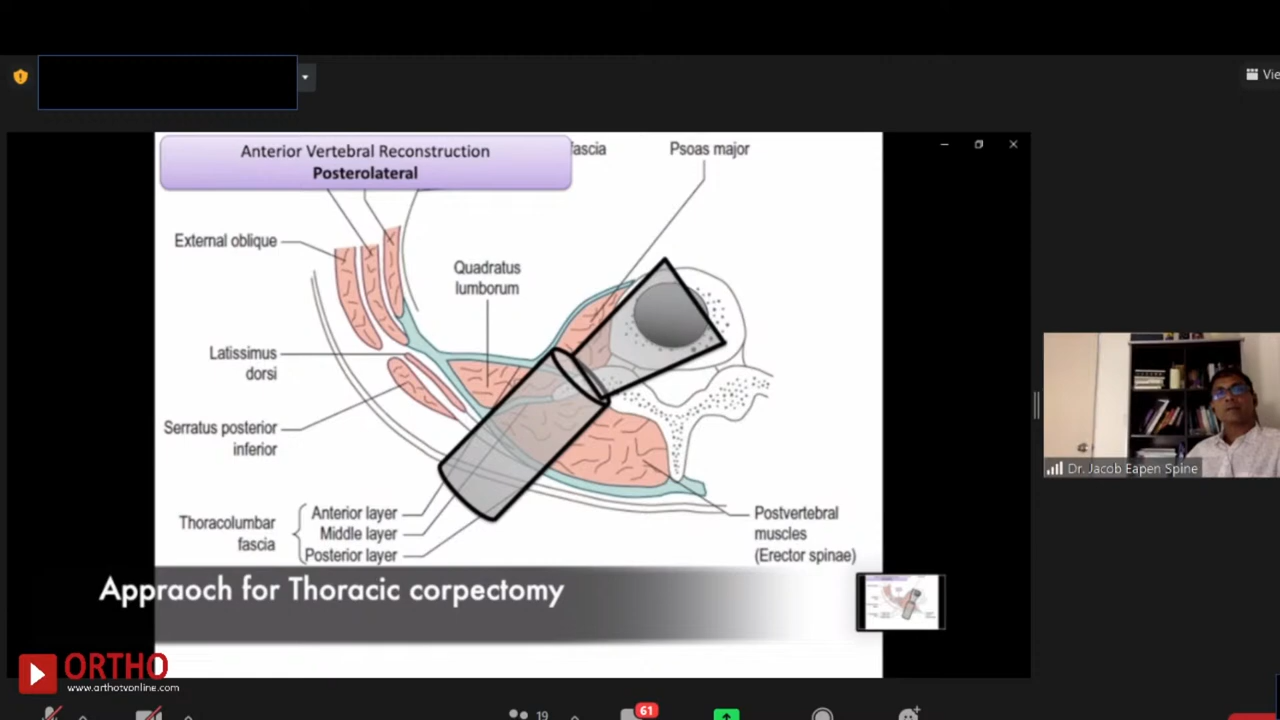 Vie
Anterior Vertebral Reconstruction
Posterolateral
fascia
Psoas major
External oblique
Quadratus
lumborum
Latissimus
dorsi
Serratus posterior
inferior
Thoracolumbar
fascia
Anterior layer
Middle layer
Posterior layer
Postvertebral
muscles
(Erector spinae)
Appraoch for Thoracic corpectomy
Dr. Jacob Eapen Spine
ORTHO
www.orthotvonline.com
19
61